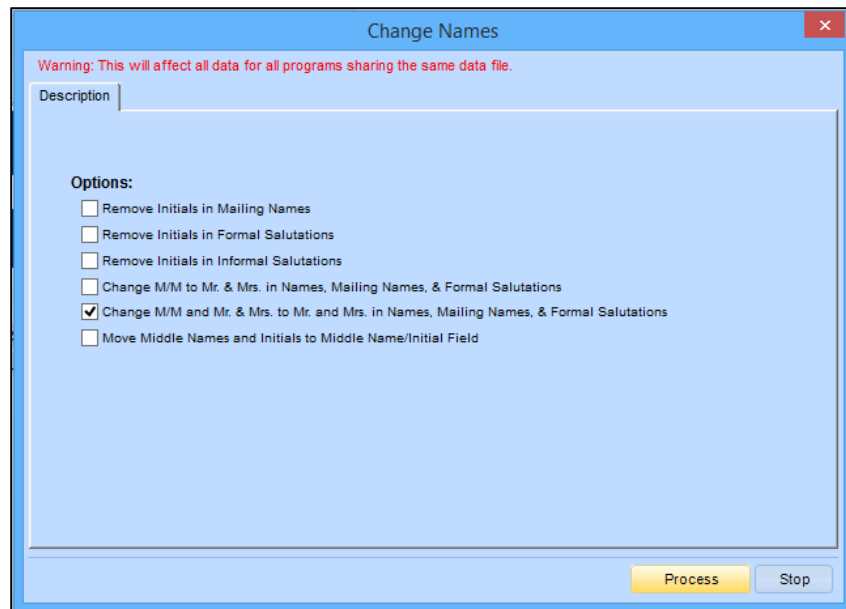 Change Names
Warning: This will affect all data for all programs sharing the same data file.
Description
Options:
Remove Initials in Mailing Names
Remove Initials in Formal Salutations
Remove Initials in Informal Salutations
Change M/M to Mr. & Mrs. in Names, Mailing Names, & Formal Salutations
Change M/M and Mr. & Mrs. to Mr. and Mrs. in Names, Mailing Names, & Formal Salutations
Move Middle Names and Initials to Middle Name/Initial Field
Process Stop